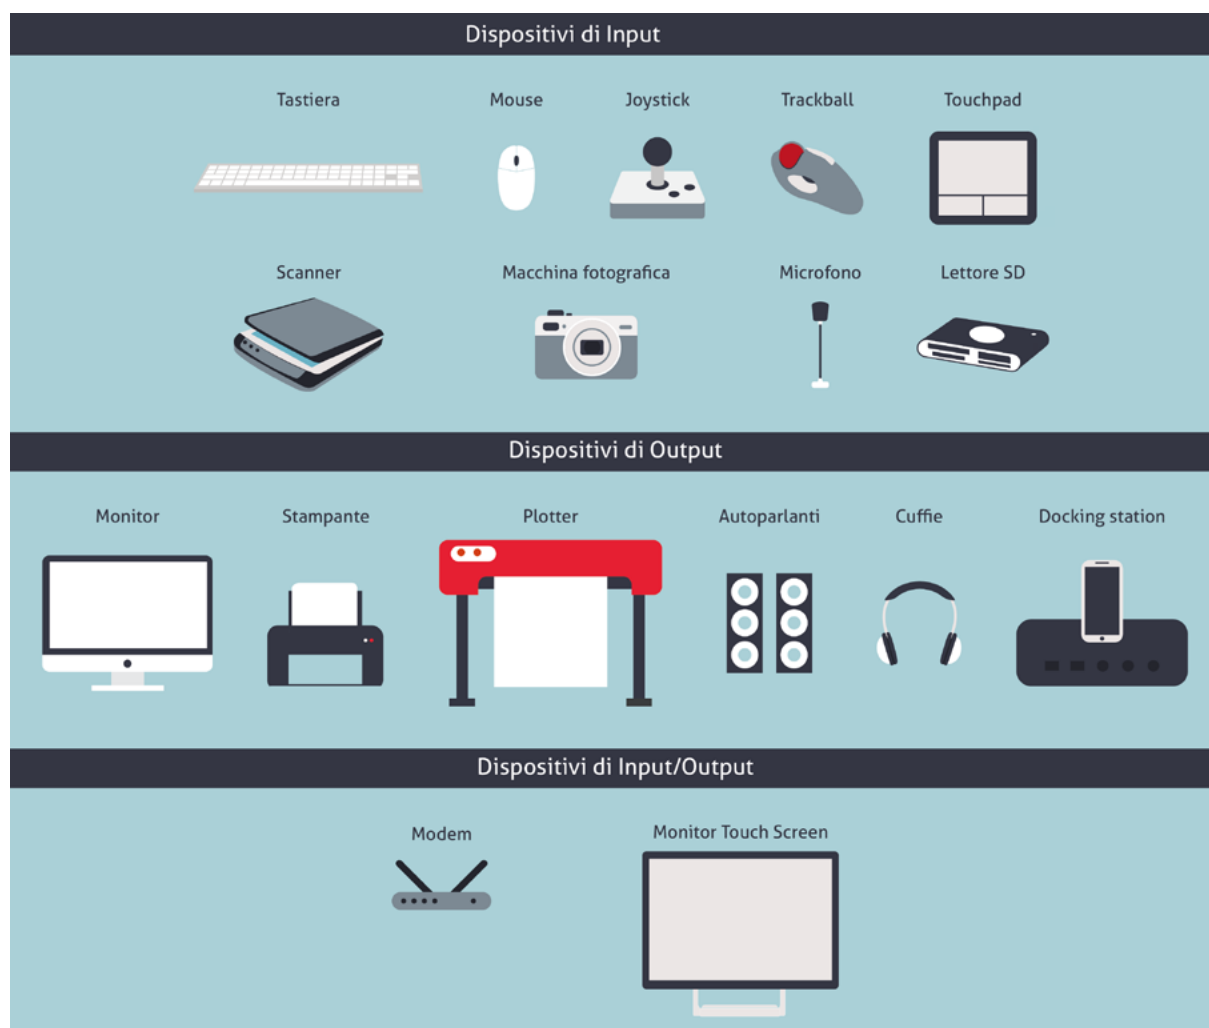 Dispositivi di Input
Tastiera
Mouse
Joystick
Trackball
Touchpad
Scanner
Macchina fotografica
Microfono
Lettore SD
Dispositivi di Output
Monitor
Stampante
Plotter
Autoparlanti
Cuffie
Docking station
Dispositivi di Input/Output
Modem
Monitor Touch Screen